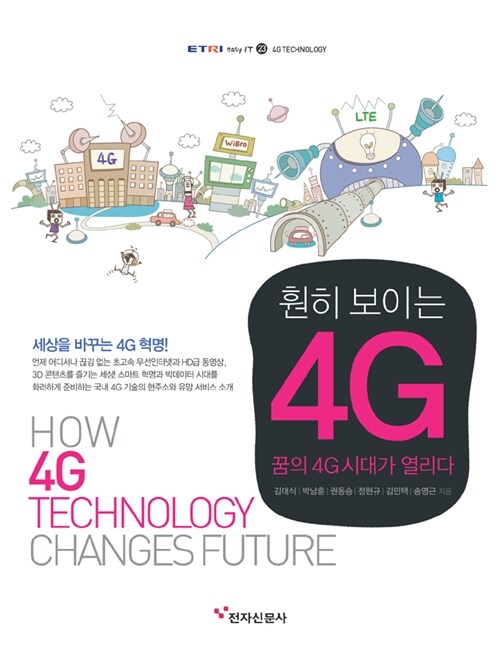 ETRI easy IT 23 4G TECHNOLOGY
4G
WiBro
LTE
훤히 보이는
4G
꿈의 4G 시대가 열리다
김대식 | 박남훈 | 권동승 | 정현규 | 김민택 | 송영근 지음
세상을 바꾸는 4G 혁명!
언제 어디서나 끊김 없는 초고속 무선인터넷과 HD급 동영상,
3D 콘텐츠를 즐기는 세상! 스마트 혁명과 빅데이터 시대를
화려하게 준비하는 국내 4G 기술의 현주소와 유망 서비스 소개
HOW
4G
TECHNOLOGY
CHANGES FUTURE
전자신문사